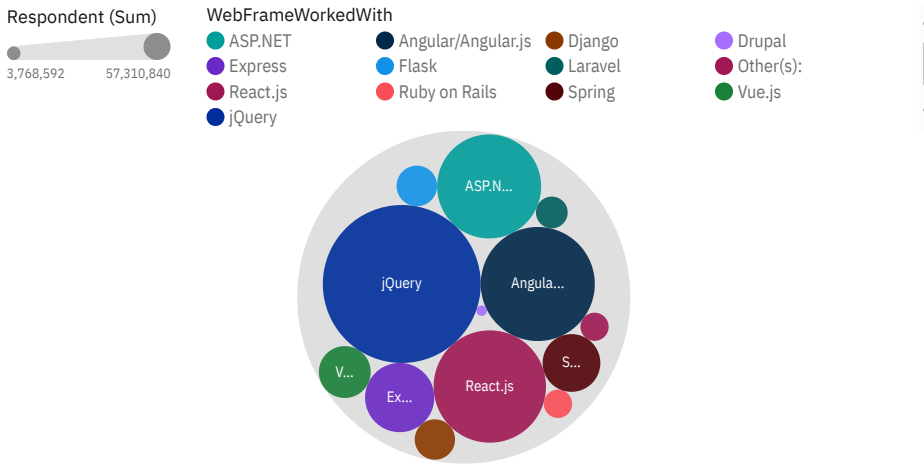 Respondent (Sum)
3,768,592 57,310,840
WebFrameWorkedWith
ASP.NET Angular/Angular.js Django Drupal
Express Flask Laravel Other(s):
React.js Ruby on Rails Spring Vue.js
jQuery
ASP.N...
jQuery
Angula...
S...
V...
React.js
Ex...